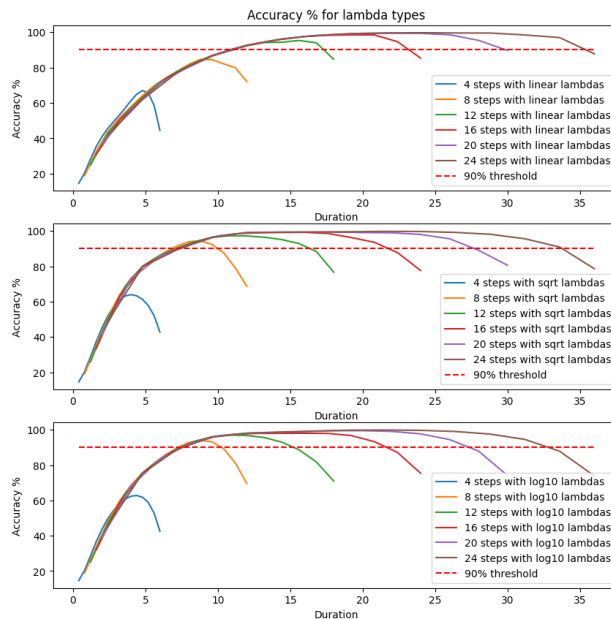 Accuracy % for lambda types
Accuracy %
100
80
60
40
20
4 steps with linear lambdas
8 steps with linear lambdas
12 steps with linear lambdas
16 steps with linear lambdas
20 steps with linear lambdas
24 steps with linear lambdas
90% threshold
0 5 10 15 20 25 30 35
Duration
Accuracy %
100
80
60
40
20
4 steps with sqrt lambdas
8 steps with sqrt lambdas
12 steps with sqrt lambdas
16 steps with sqrt lambdas
20 steps with sqrt lambdas
24 steps with sqrt lambdas
90% threshold
0 5 10 15 20 25 30 35
Duration
Accuracy %
100
80
60
40
20
4 steps with log10 lambdas
8 steps with log10 lambdas
12 steps with log10 lambdas
16 steps with log10 lambdas
20 steps with log10 lambdas
24 steps with log10 lambdas
90% threshold
0 5 10 15 20 25 30 35
Duration